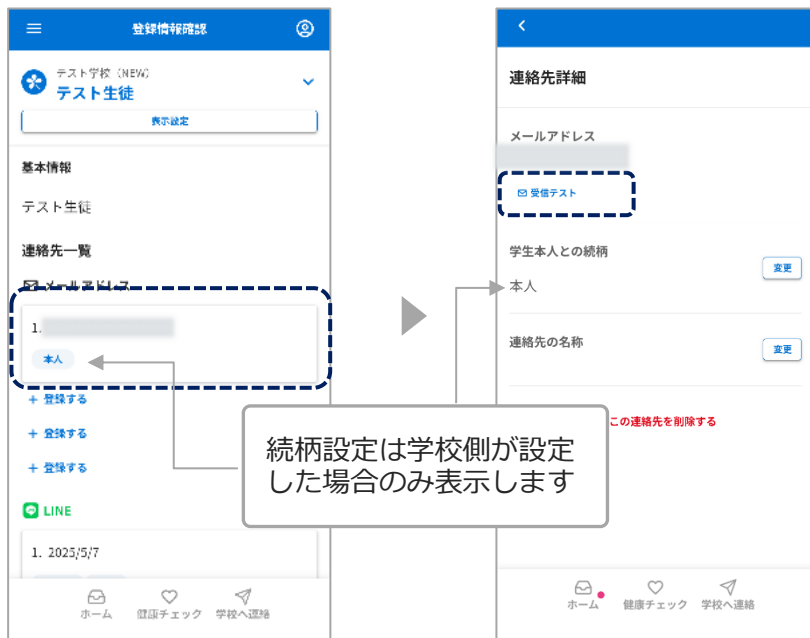 登録情報確認
テスト学校（NEW）
テスト生徒
表示設定
基本情報
テスト生徒
連絡先一覧
メールアドレス
1.
本人
＋ 登録する
＋ 登録する
＋ 登録する
LINE
1. 2025/5/7
ホーム
健康チェック
学校へ連絡
連絡先詳細
メールアドレス
受信テスト
学生本人との続柄
変更
本人
連絡先の名称
変更
この連絡先を削除する
ホーム
健康チェック
学校へ連絡
続柄設定は学校側が設定
した場合のみ表示します